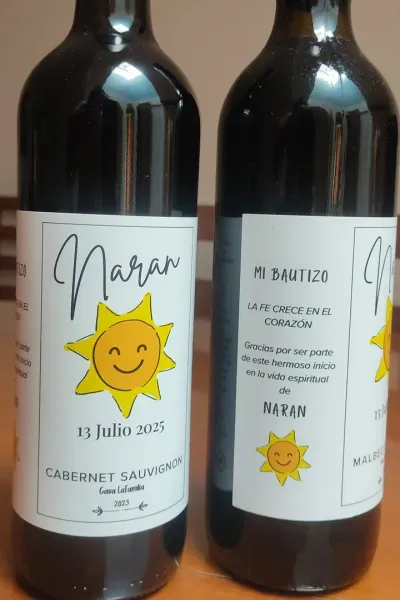 Naran
13 Julio 2025
CABERNET SAUVIGNON
Cava LaFamilia
2023
MI BAUTIZO
LA FE CRECE EN EL
CORAZÓN
Gracias por ser parte
de este hermoso inicio
en la vida espiritual
de
NARAN